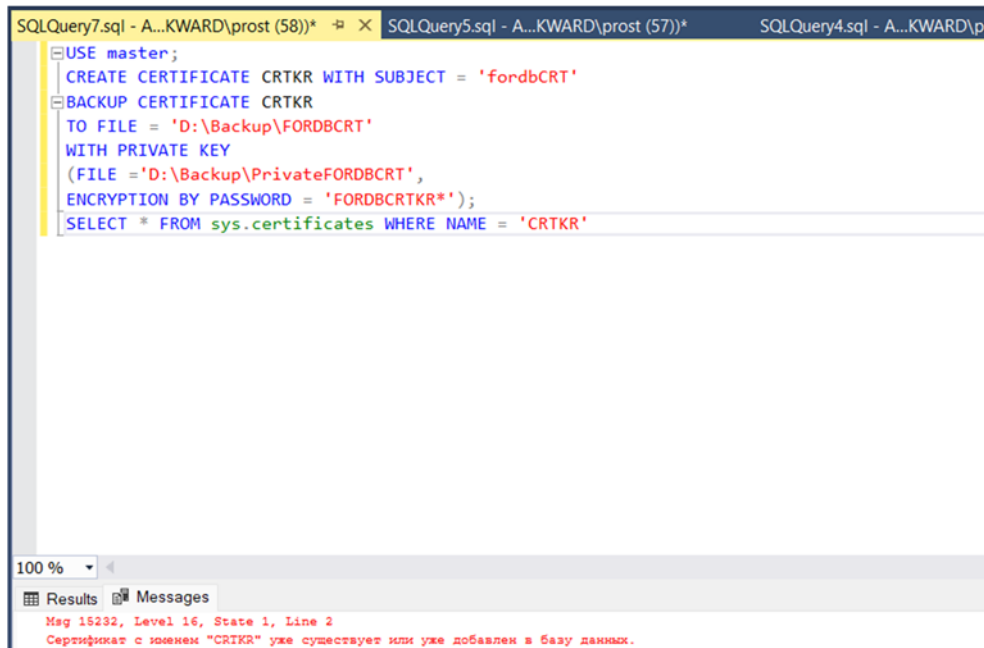 SQLQuery7.sql - A...KWARD\prost (58))* SQLQuery5.sql - A...KWARD\prost (57))* SQLQuery4.sql - A...KWARD\p
USE master;
CREATE CERTIFICATE CRTKR WITH SUBJECT = 'fordbCRT'
BACKUP CERTIFICATE CRTKR
TO FILE = 'D:\Backup\FORDBCRT'
WITH PRIVATE KEY
(FILE ='D:\Backup\PrivateFORDBCRT',
ENCRYPTION BY PASSWORD = 'FORDBCRTKR*');
SELECT * FROM sys.certificates WHERE NAME = 'CRTKR'
100 %
Results Messages
Msg 15232, Level 16, State 1, Line 2
Сертификат с именем "CRTKR" уже существует или уже добавлен в базу данных.